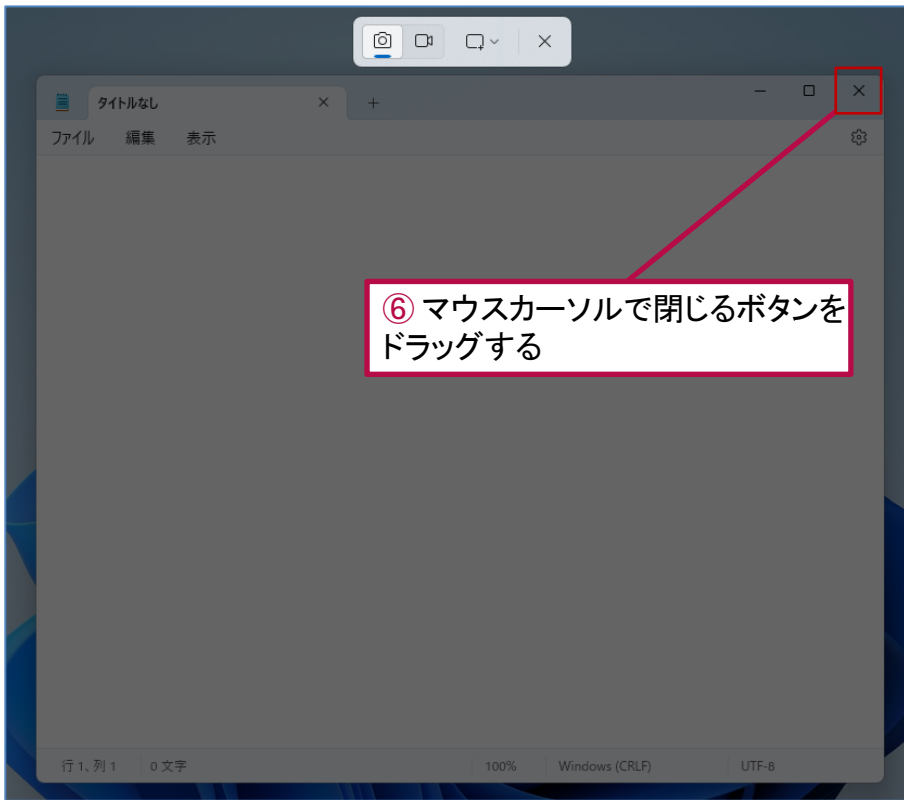 タイトルなし
ファイル 編集 表示
⑥ マウスカーソルで閉じるボタンを
ドラッグする
行 1、列 1 0 文字 100% Windows (CRLF) UTF-8